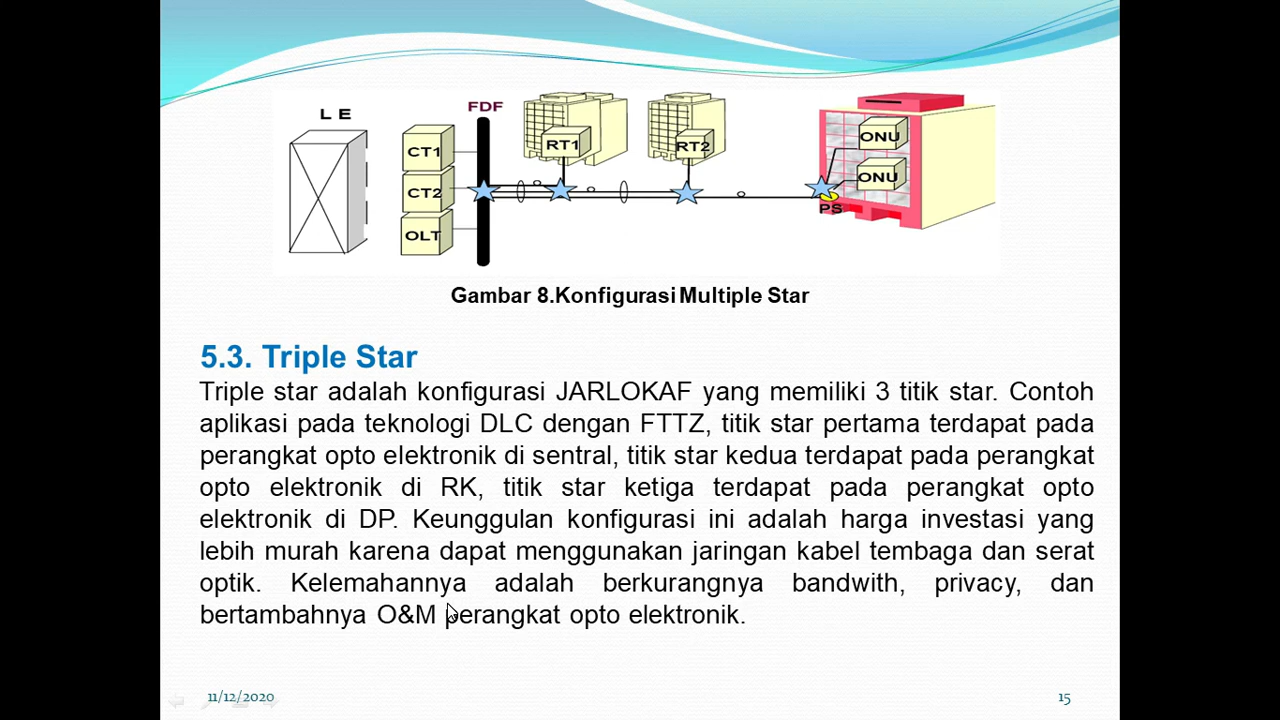 L E
FDF
CT1
CT2
OLT
RT1
RT2
ONU
ONU
PS
Gambar 8.Konfigurasi Multiple Star
5.3. Triple Star
Triple star adalah konfigurasi JARLOKAF yang memiliki 3 titik star. Contoh
aplikasi pada teknologi DLC dengan FTTZ, titik star pertama terdapat pada
perangkat opto elektronik di sentral, titik star kedua terdapat pada perangkat
opto elektronik di RK, titik star ketiga terdapat pada perangkat opto
elektronik di DP. Keunggulan konfigurasi ini adalah harga investasi yang
lebih murah karena dapat menggunakan jaringan kabel tembaga dan serat
optik. Kelemahannya adalah berkurangnya bandwith, privacy, dan
bertambahnya O&M perangkat opto elektronik.
11/12/2020
15